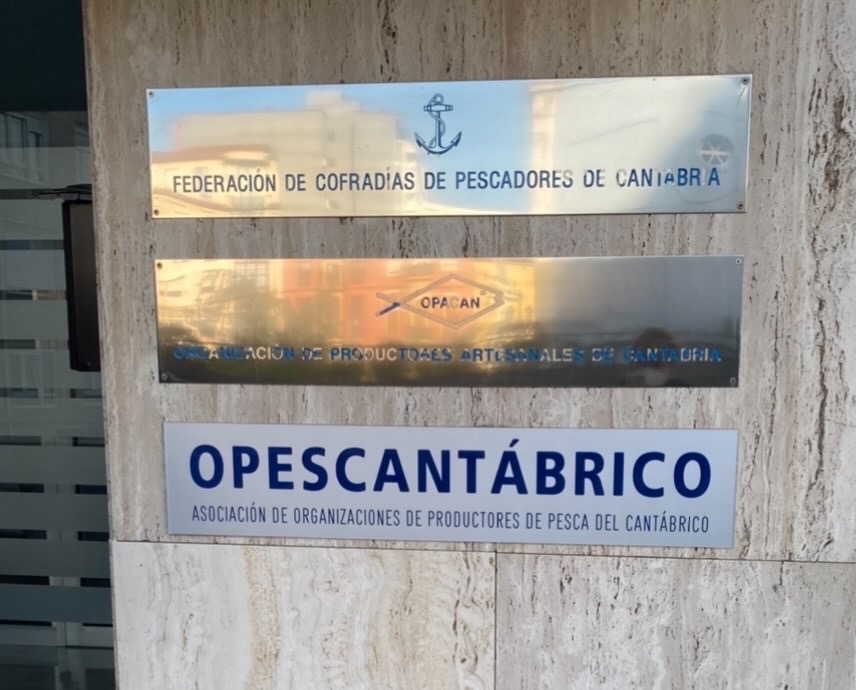 FEDERACIÓN DE COFRADÍAS DE PESCADORES DE CANTABRIA
OPACAN
ORGANIZACIÓN DE PRODUCTORES ARTESANALES DE CANTABRIA
OPESCANTÁBRICO
ASOCIACIÓN DE ORGANIZACIONES DE PRODUCTORES DE PESCA DEL CANTÁBRICO